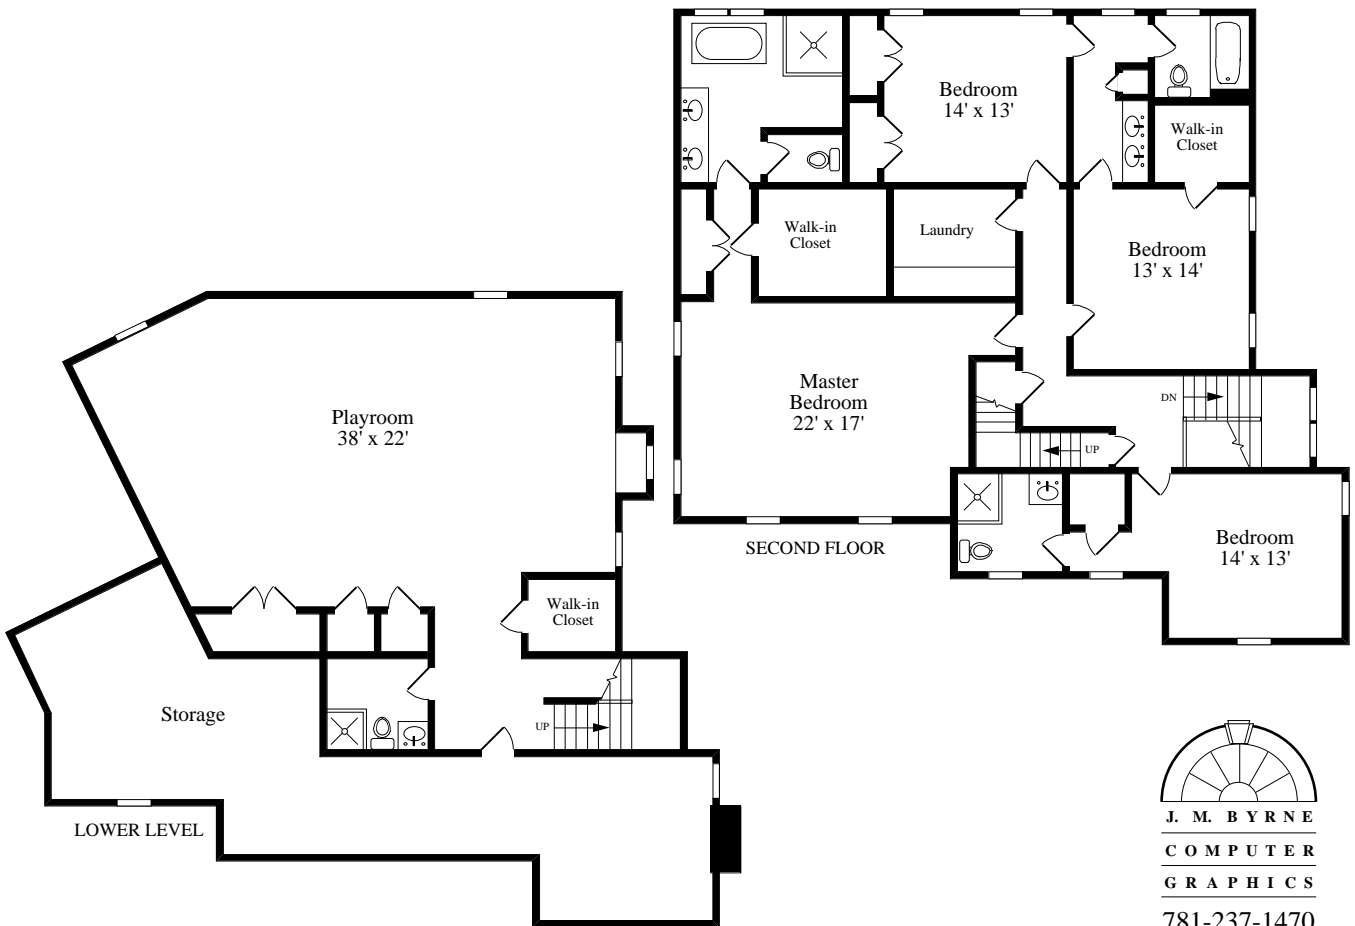 Bedroom
14' x 13'
Walk-in
Closet
Walk-in
Closet
Laundry
Bedroom
13' x 14'
Master
Bedroom
22' x 17'
DN
UP
SECOND FLOOR
Bedroom
14' x 13'
Playroom
38' x 22'
Walk-in
Closet
Storage
UP
LOWER LEVEL
J. M. BYRNE
COMPUTER
GRAPHICS
781-237-1470